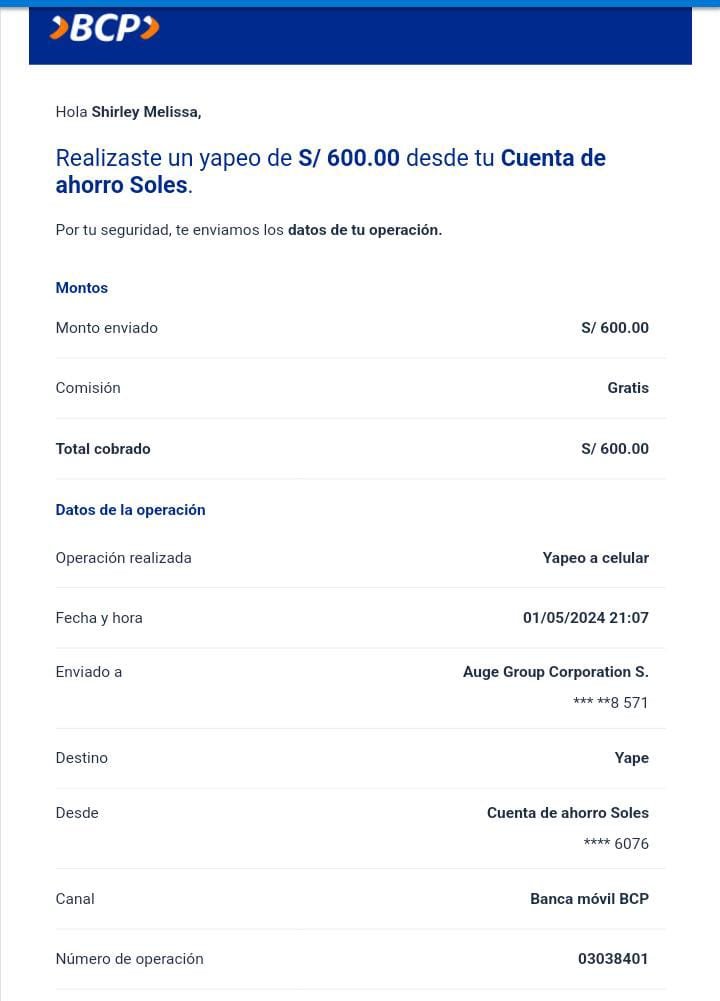 BCP
Hola Shirley Melissa,
Realizaste un yapeo de S/ 600.00 desde tu Cuenta de
ahorro Soles.
Por tu seguridad, te enviamos los datos de tu operación.
Montos
Monto enviado S/ 600.00
Comisión Gratis
Total cobrado S/ 600.00
Datos de la operación
Operación realizada Yapeo a celular
Fecha y hora 01/05/2024 21:07
Enviado a Auge Group Corporation S.
*** **8 571
Destino Yape
Desde Cuenta de ahorro Soles
**** 6076
Canal Banca móvil BCP
Número de operación 03038401